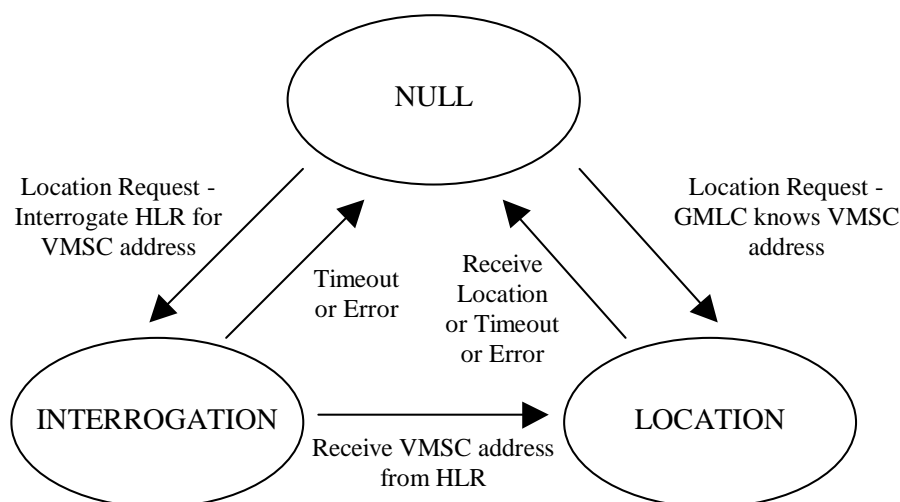 NULL
Location Request -
Interrogate HLR for
VMSC address
Location Request -
GMLC knows VMSC
address
Timeout
or Error
Receive
Location
or Timeout
or Error
INTERROGATION
LOCATION
Receive VMSC address
from HLR